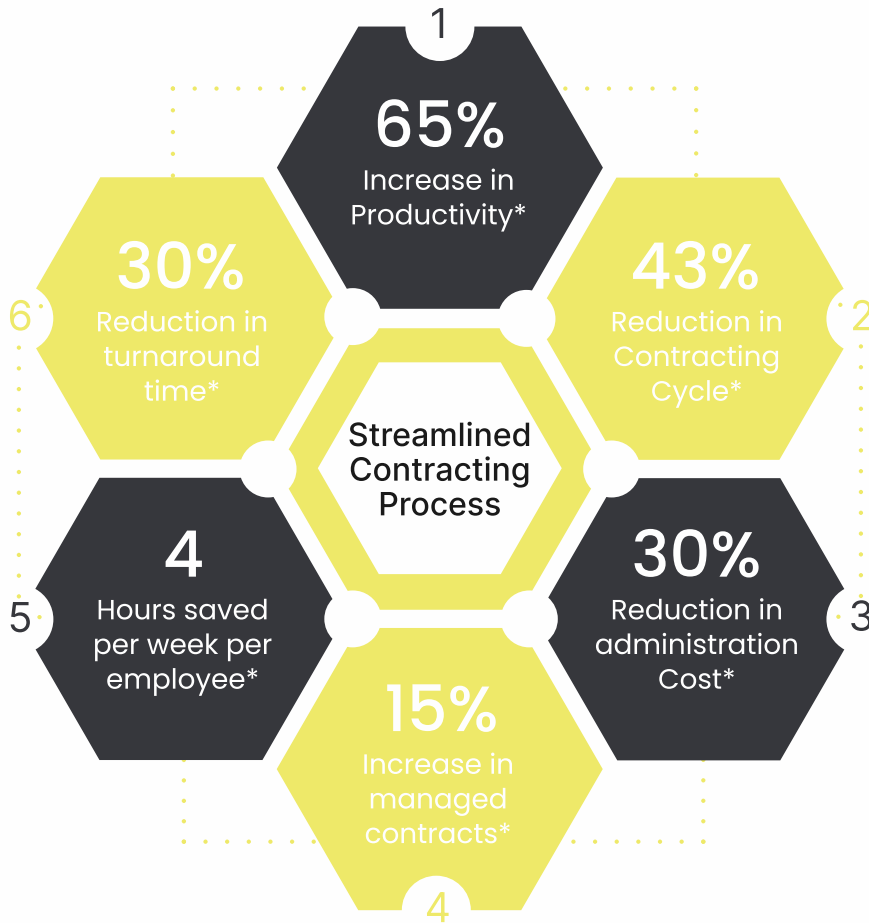 1
65%
Increase in
Productivity*
2
43%
Reduction in
Contracting
Cycle*
3
30%
Reduction in
administration
Cost*
4
15%
Increase in
managed
contracts*
5
4
Hours saved
per week per
employee*
6
30%
Reduction in
turnaround
time*
Streamlined
Contracting
Process